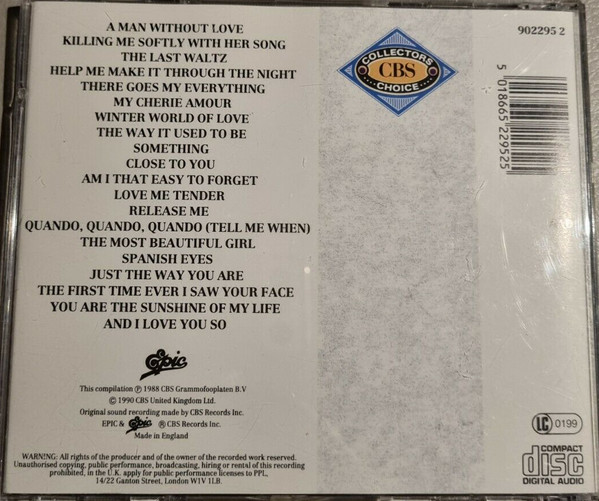 A MAN WITHOUT LOVE
KILLING ME SOFTLY WITH HER SONG
THE LAST WALTZ
HELP ME MAKE IT THROUGH THE NIGHT
THERE GOES MY EVERYTHING
MY CHERIE AMOUR
WINTER WORLD OF LOVE
THE WAY IT USED TO BE
SOMETHING
CLOSE TO YOU
AM I THAT EASY TO FORGET
LOVE ME TENDER
RELEASE ME
QUANDO, QUANDO, QUANDO (TELL ME WHEN)
THE MOST BEAUTIFUL GIRL
SPANISH EYES
JUST THE WAY YOU ARE
THE FIRST TIME EVER I SAW YOUR FACE
YOU ARE THE SUNSHINE OF MY LIFE
AND I LOVE YOU SO
Epic
This compilation ℗ 1988 CBS Grammofooplaten B.V
© 1990 CBS United Kingdom Ltd.
Original sound recording made by CBS Records Inc.
EPIC & Epic ® CBS Records Inc.
Made in England
WARNING: All rights of the producer and of the owner of the recorded work reserved.
Unauthorised copying, public performance, broadcasting, hiring or rental of this recording
prohibited, in the U.K. apply for public performance licenses to PPL,
14/22 Ganton Street, London W1V 1LB.
COLLECTORS
CBS
CHOICE
902295 2
5 018665 229525
LC 0199
COMPACT
disc
DIGITAL AUDIO